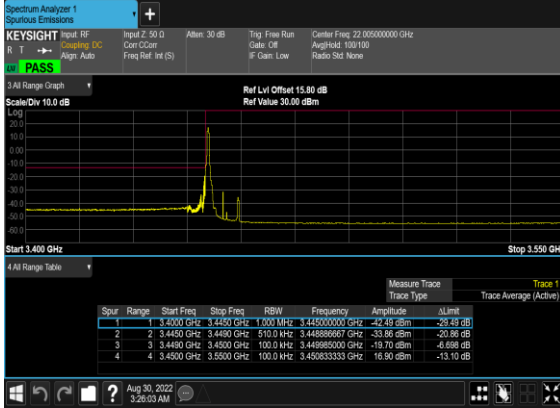 Spectrum Analyzer 1
Spurious Emissions
+
KEYSIGHT Input: RF Input Z: 50 Ω Atten: 30 dB Trig: Free Run Center Freq: 22.005000000 GHz
R T Coupling: DC Corr CCorr Gate: Off Avg|Hold: 100/100
Align: Auto Freq Ref: Int (S) IF Gain: Low Radio Std: None
PASS
3 All Range Graph
Ref Lvl Offset 15.80 dB
Scale/Div 10.0 dB Ref Value 30.00 dBm
Log
20.0
10.0
0.00
-10.0
-20.0
-30.0
-40.0
-50.0
-60.0
Start 3.400 GHz Stop 3.550 GH
4 All Range Table
Measure Trace Trace 1
Trace Type Trace Average (Active)
Spur Range Start Freq Stop Freq RBW Frequency Amplitude ΔLimit
1 1 3.4000 GHz 3.4450 GHz 1.000 MHz 3.445000000 GHz -42.49 dBm -29.49 dB
2 2 3.4450 GHz 3.4490 GHz 510.0 kHz 3.448886667 GHz -33.86 dBm -20.86 dB
3 3 3.4490 GHz 3.4500 GHz 100.0 kHz 3.449985000 GHz -19.70 dBm -6.698 dB
4 4 3.4500 GHz 3.5500 GHz 100.0 kHz 3.450833333 GHz 16.90 dBm -13.10 dB
?
Aug 30, 2022
3:26:03 AM